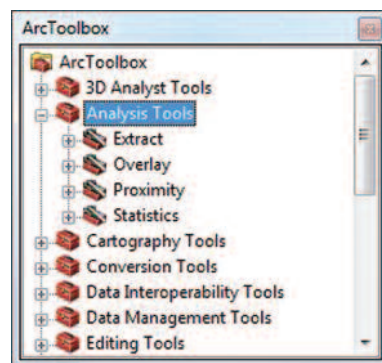 ArcToolbox
ArcToolbox
3D Analyst Tools
Analysis Tools
Extract
Overlay
Proximity
Statistics
Cartography Tools
Conversion Tools
Data Interoperability Tools
Data Management Tools
Editing Tools